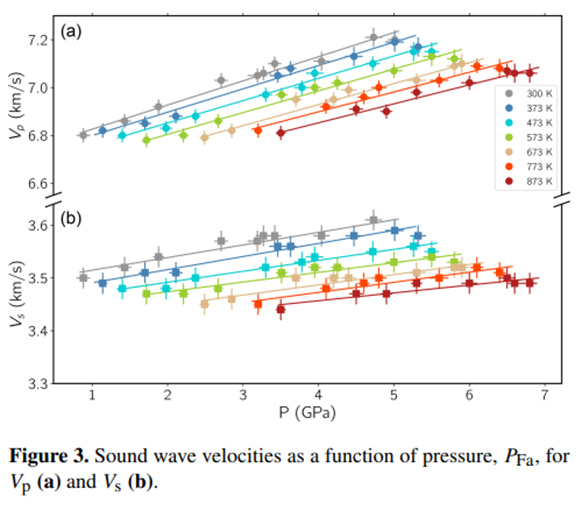 (a)
7.2
7.0
6.8
6.6
Vp (km/s)
300 K
373 K
473 K
573 K
673 K
773 K
873 K
(b)
3.6
3.5
3.4
3.3
Vs (km/s)
1 2 3 4 5 6 7
P (GPa)
Figure 3. Sound wave velocities as a function of pressure, PFa, for
Vp (a) and Vs (b).